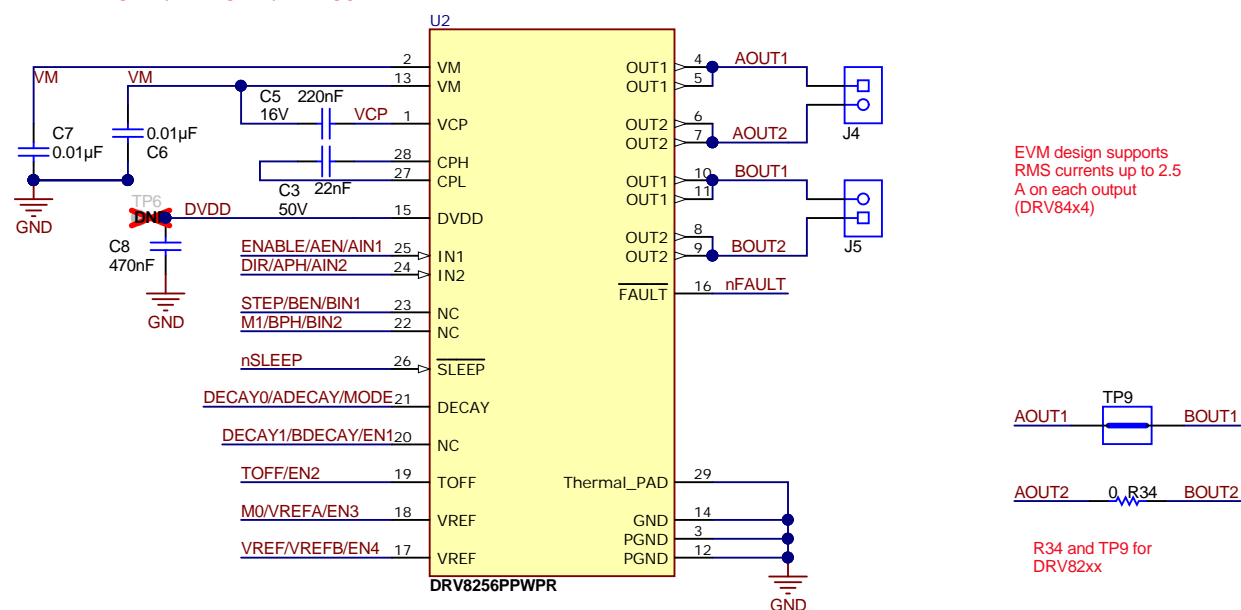 U2
VM
VM
C7
0.01µF
0.01µF
C6
GND
C5
16V
220nF
VCP
C3
50V
22nF
TP6
DNP
DVDD
C8
470nF
GND
ENABLE/AEN/AIN1
DIR/APH/AIN2
STEP/BEN/BIN1
M1/BPH/BIN2
nSLEEP
DECAY0/ADECAY/MODE
DECAY1/BDECAY/EN1
TOFF/EN2
M0/VREFA/EN3
VREF/VREFB/EN4
2 VM
13 VM
1 VCP
28 CPH
27 CPL
15 DVDD
25 IN1
24 IN2
23 NC
22 NC
26 SLEEP
21 DECAY
20 NC
19 TOFF
18 VREF
17 VREF
OUT1 4 AOUT1
OUT1 5
OUT2 6
OUT2 7 AOUT2
J4
OUT1 10 BOUT1
OUT1 11
OUT2 8
OUT2 9 BOUT2
J5
FAULT 16 nFAULT
Thermal_PAD 29
GND 14
PGND 3
PGND 12
GND
DRV8256PPWPR
EVM design supports
RMS currents up to 2.5
A on each output
(DRV84x4)
TP9
AOUT1 BOUT1
AOUT2 0 R34 BOUT2
R34 and TP9 for
DRV82xx